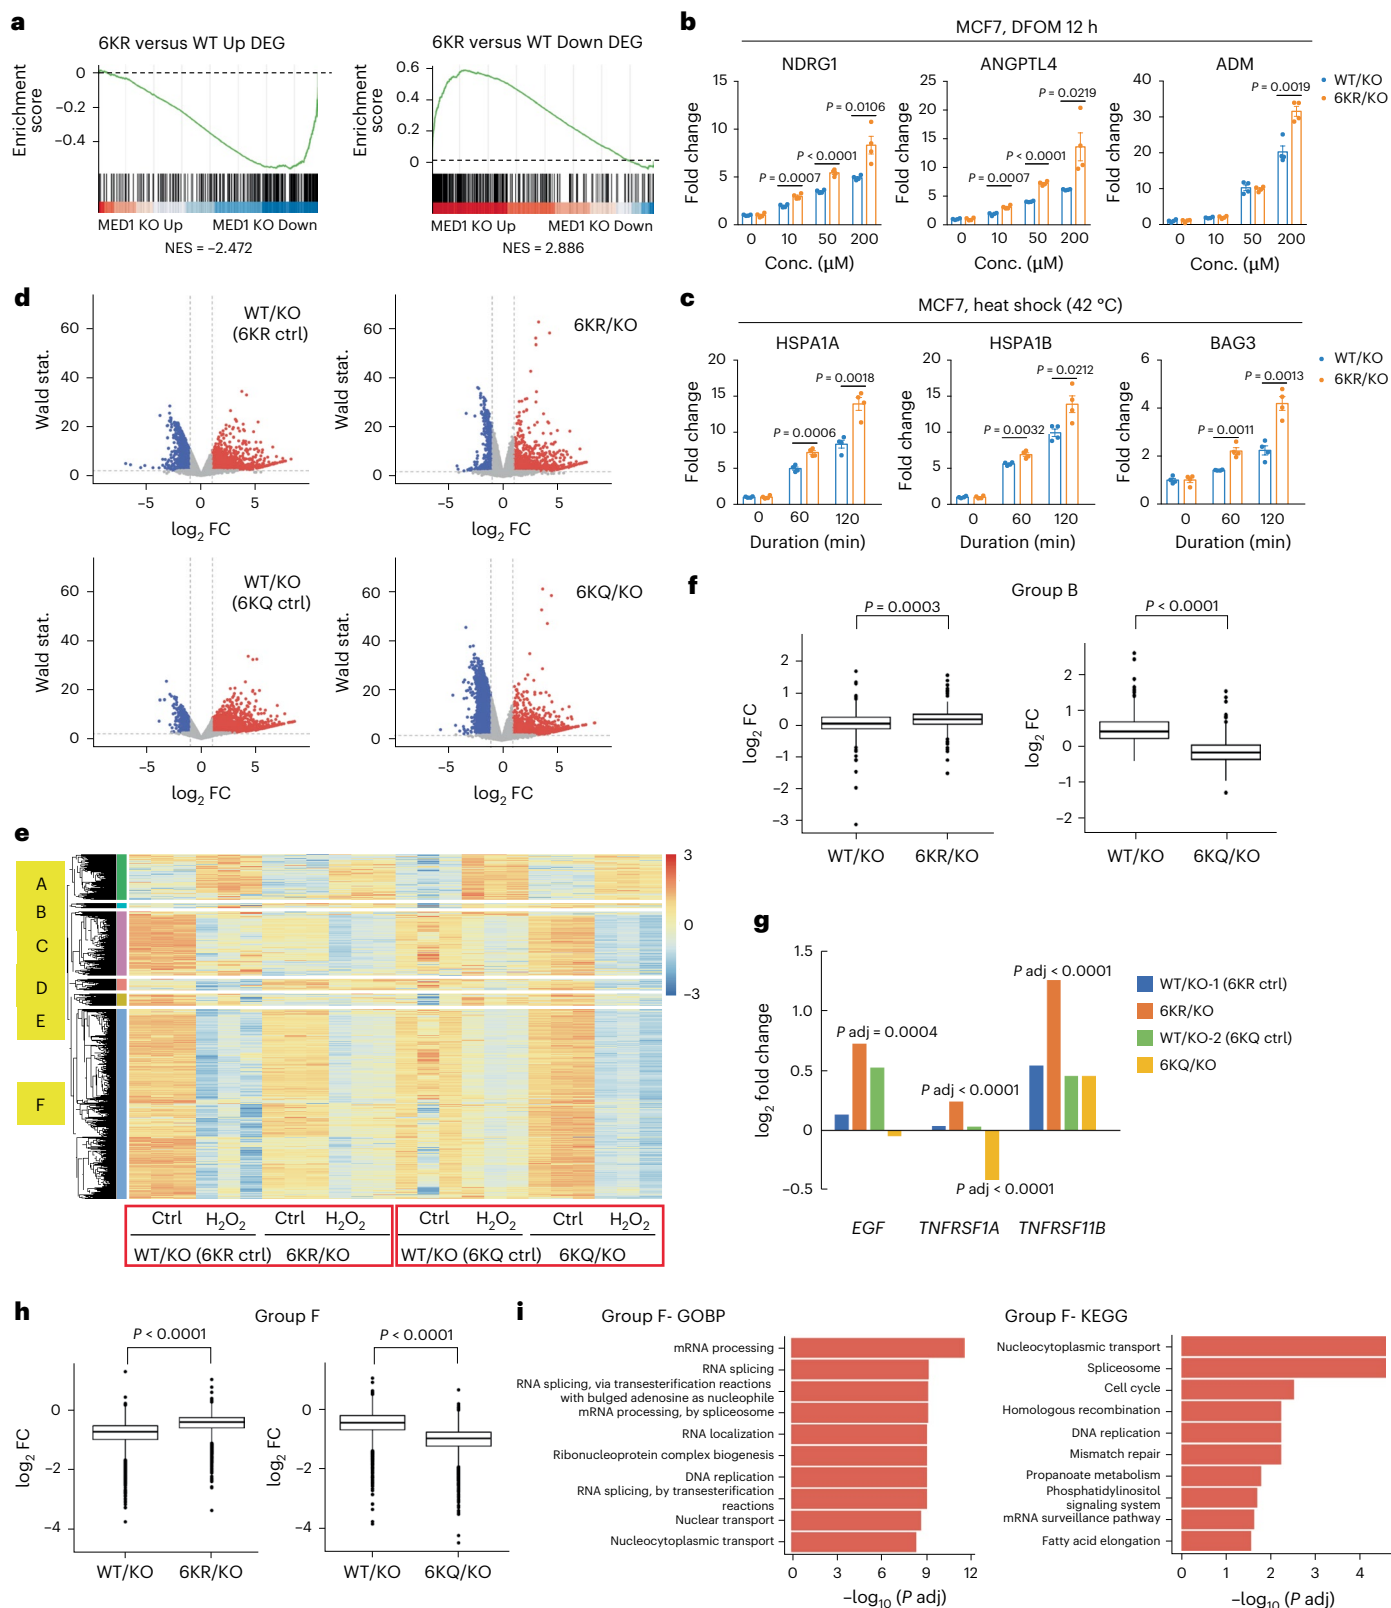 a
6KR versus WT Up DEG
Enrichment
score
0
−0.2
−0.4
MED1 KO Up
MED1 KO Down
NES = −2.472
6KR versus WT Down DEG
Enrichment
score
0.6
0.4
0.2
0
MED1 KO Up
MED1 KO Down
NES = 2.886
b
MCF7, DFOM 12 h
NDRG1
Fold change
15
10
5
0
P = 0.0007
P < 0.0001
P = 0.0106
0
10
50
200
Conc. (μM)
ANGPTL4
Fold change
25
20
15
10
5
0
P = 0.0007
P < 0.0001
P = 0.0219
0
10
50
200
Conc. (μM)
ADM
Fold change
40
30
20
10
0
P = 0.0019
0
10
50
200
Conc. (μM)
WT/KO
6KR/KO
c
MCF7, heat shock (42 °C)
HSPA1A
Fold change
20
15
10
5
0
P = 0.0006
P = 0.0018
0
60
120
Duration (min)
HSPA1B
Fold change
20
15
10
5
0
P = 0.0032
P = 0.0212
0
60
120
Duration (min)
BAG3
Fold change
6
4
2
0
P = 0.0011
P = 0.0013
0
60
120
Duration (min)
WT/KO
6KR/KO
d
WT/KO
(6KR ctrl)
Wald stat.
60
40
20
0
−5
0
5
log2 FC
6KR/KO
Wald stat.
60
40
20
0
−5
0
5
log2 FC
WT/KO
(6KQ ctrl)
Wald stat.
60
40
20
0
−5
0
5
log2 FC
6KQ/KO
Wald stat.
60
40
20
0
−5
0
5
log2 FC
e
A
B
C
D
E
F
3
0
−3
Ctrl
H2O2
Ctrl
H2O2
Ctrl
H2O2
Ctrl
H2O2
WT/KO (6KR ctrl)
6KR/KO
WT/KO (6KQ ctrl)
6KQ/KO
f
Group B
P = 0.0003
log2 FC
2
1
0
−1
−2
−3
WT/KO
6KR/KO
P < 0.0001
log2 FC
2
1
0
−1
−2
WT/KO
6KQ/KO
g
log2 fold change
1.5
1.0
0.5
0
−0.5
P adj = 0.0004
P adj < 0.0001
P adj < 0.0001
P adj < 0.0001
EGF
TNFRSF1A
TNFRSF11B
WT/KO-1 (6KR ctrl)
6KR/KO
WT/KO-2 (6KQ ctrl)
6KQ/KO
h
Group F
P < 0.0001
log2 FC
0
−2
−4
WT/KO
6KR/KO
P < 0.0001
log2 FC
0
−2
−4
WT/KO
6KQ/KO
i
Group F- GOBP
mRNA processing
RNA splicing
RNA splicing, via transesterification reactions
with bulged adenosine as nucleophile
mRNA processing, by spliceosome
RNA localization
Ribonucleoprotein complex biogenesis
DNA replication
RNA splicing, by transesterification
reactions
Nuclear transport
Nucleocytoplasmic transport
0
3
6
9
12
−log10 (P adj)
Group F- KEGG
Nucleocytoplasmic transport
Spliceosome
Cell cycle
Homologous recombination
DNA replication
Mismatch repair
Propanoate metabolism
Phosphatidylinositol
signaling system
mRNA surveillance pathway
Fatty acid elongation
0
1
2
3
4
−log10 (P adj)